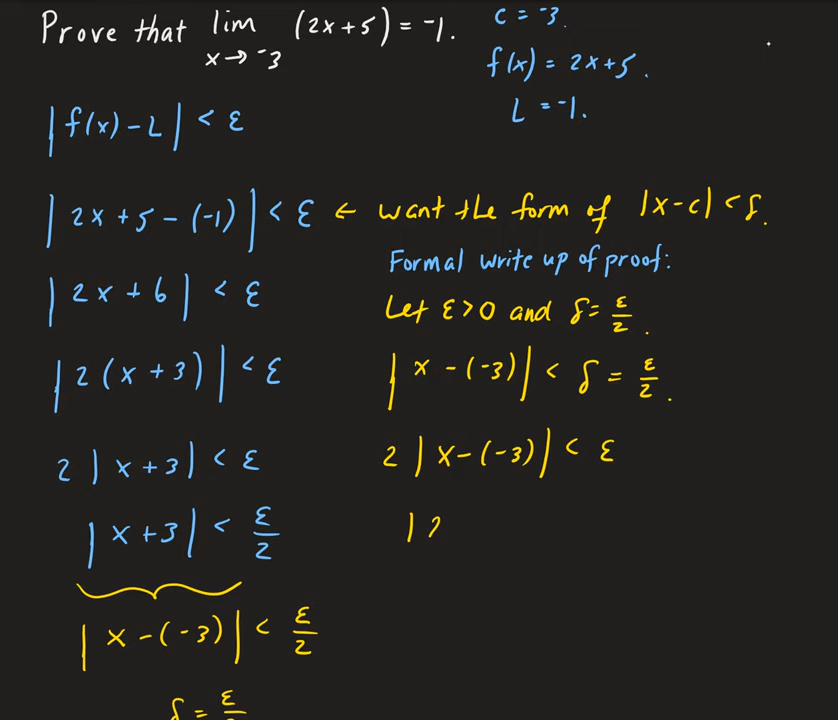 Prove that lim (2x+5) = -1.
x → -3
c = -3.
f(x) = 2x+5.
L = -1.
|f(x) - L| < ε
|2x + 5 - (-1)| < ε ← want the form of |x-c| < δ.
|2x + 6| < ε
|2(x + 3)| < ε
2|x + 3| < ε
|x + 3| < ε/2
|x - (-3)| < ε/2
δ = ε/2
Formal write up of proof:
Let ε > 0 and δ = ε/2.
|x - (-3)| < δ = ε/2.
2|x - (-3)| < ε
|2